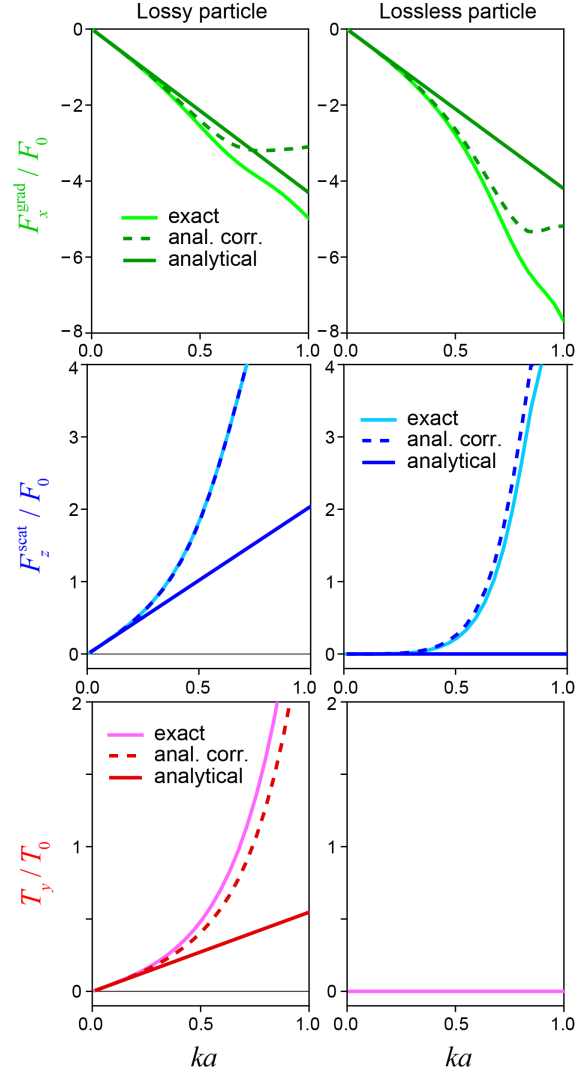 Lossy particle
Lossless particle
0
−2
−4
−6
−8
F_x^grad / F_0
exact
anal. corr.
analytical
0.0
0.5
1.0
0
−2
−4
−6
−8
0.0
0.5
1.0
4
3
2
1
0
F_z^scat / F_0
0.0
0.5
1.0
4
3
2
1
0
exact
anal. corr.
analytical
0.0
0.5
1.0
2
1
0
T_y / T_0
exact
anal. corr.
analytical
0.0
0.5
1.0
ka
2
1
0
0.0
0.5
1.0
ka